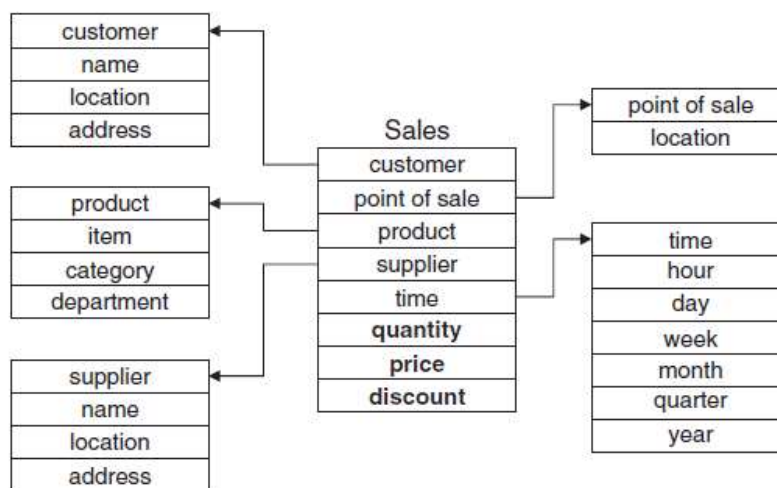 customer
name
location
address
product
item
category
department
supplier
name
location
address
Sales
customer
point of sale
product
supplier
time
quantity
price
discount
point of sale
location
time
hour
day
week
month
quarter
year